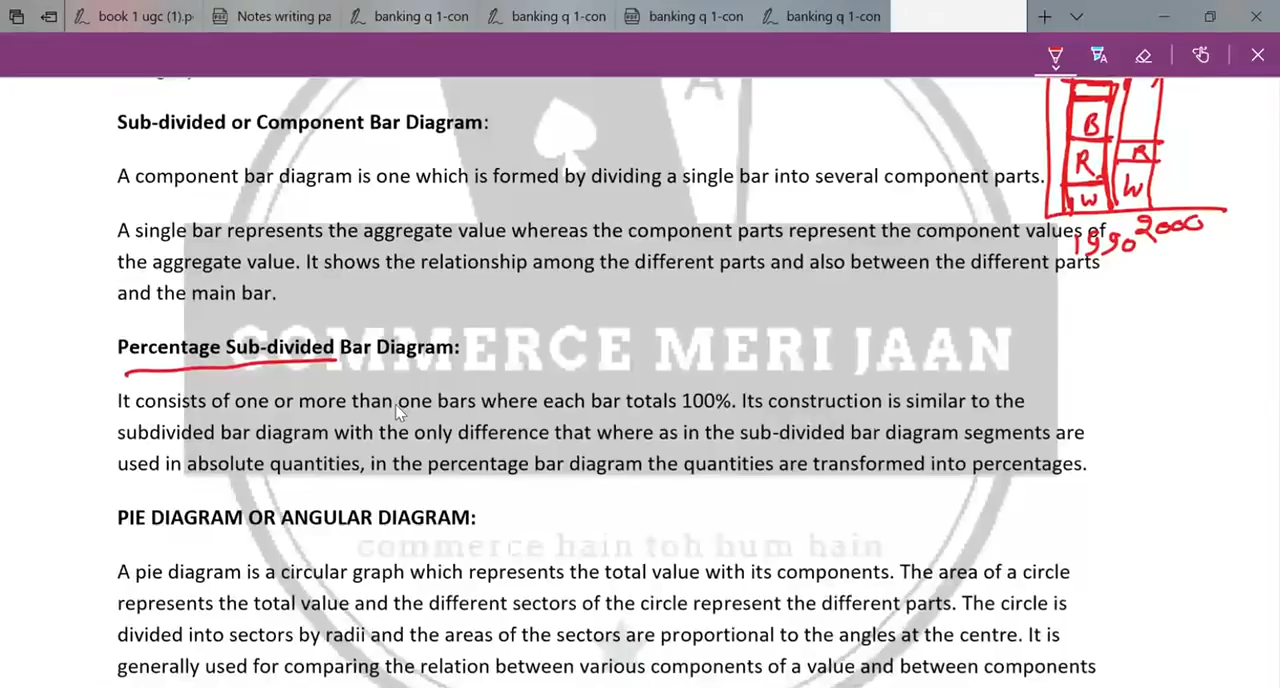 book 1 ugc (1).p
Notes writing pa
banking q 1-con
banking q 1-con
banking q 1-con
banking q 1-con
Sub-divided or Component Bar Diagram:
A component bar diagram is one which is formed by dividing a single bar into several component parts.
A single bar represents the aggregate value whereas the component parts represent the component values of
the aggregate value. It shows the relationship among the different parts and also between the different parts
and the main bar.
B
R
R
W
W
1990 2000
Percentage Sub-divided Bar Diagram:
COMMERCE MERI JAAN
It consists of one or more than one bars where each bar totals 100%. Its construction is similar to the
subdivided bar diagram with the only difference that where as in the sub-divided bar diagram segments are
used in absolute quantities, in the percentage bar diagram the quantities are transformed into percentages.
PIE DIAGRAM OR ANGULAR DIAGRAM:
commerce hain toh hum hain
A pie diagram is a circular graph which represents the total value with its components. The area of a circle
represents the total value and the different sectors of the circle represent the different parts. The circle is
divided into sectors by radii and the areas of the sectors are proportional to the angles at the centre. It is
generally used for comparing the relation between various components of a value and between components